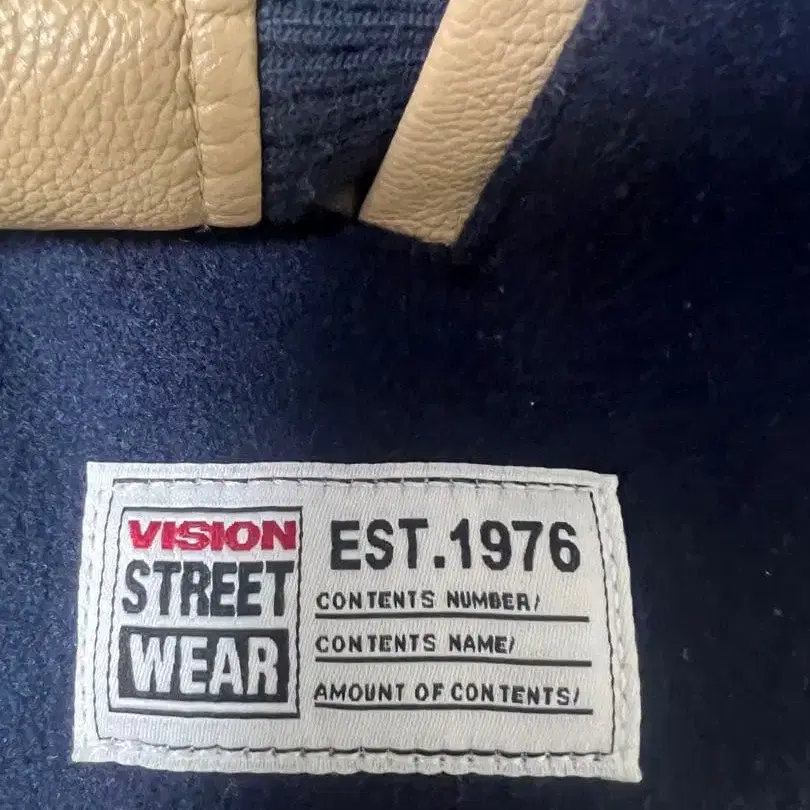 VISION
STREET
WEAR
EST.1976
CONTENTS NUMBER/
CONTENTS NAME/
AMOUNT OF CONTENTS/